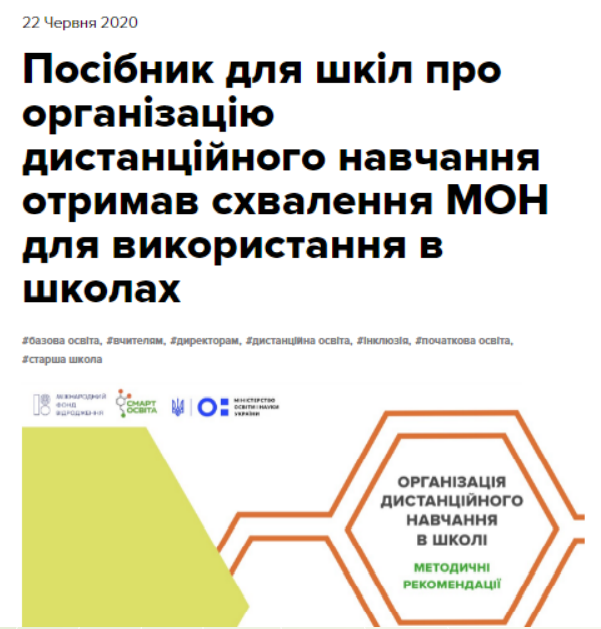 22 Червня 2020
Посібник для шкіл про
організацію
дистанційного навчання
отримав схвалення МОН
для використання в
школах
#базова освіта, #вчителям, #директорам, #дистанційна освіта, #інклюзія, #початкова освіта,
#старша школа
МІЖНАРОДНИЙ
ФОНД
ВІДРОДЖЕННЯ
СМАРТ
ОСВІТА
МІНІСТЕРСТВО
ОСВІТИ І НАУКИ
УКРАЇНИ
ОРГАНІЗАЦІЯ
ДИСТАНЦІЙНОГО
НАВЧАННЯ
В ШКОЛІ
МЕТОДИЧНІ
РЕКОМЕНДАЦІЇ